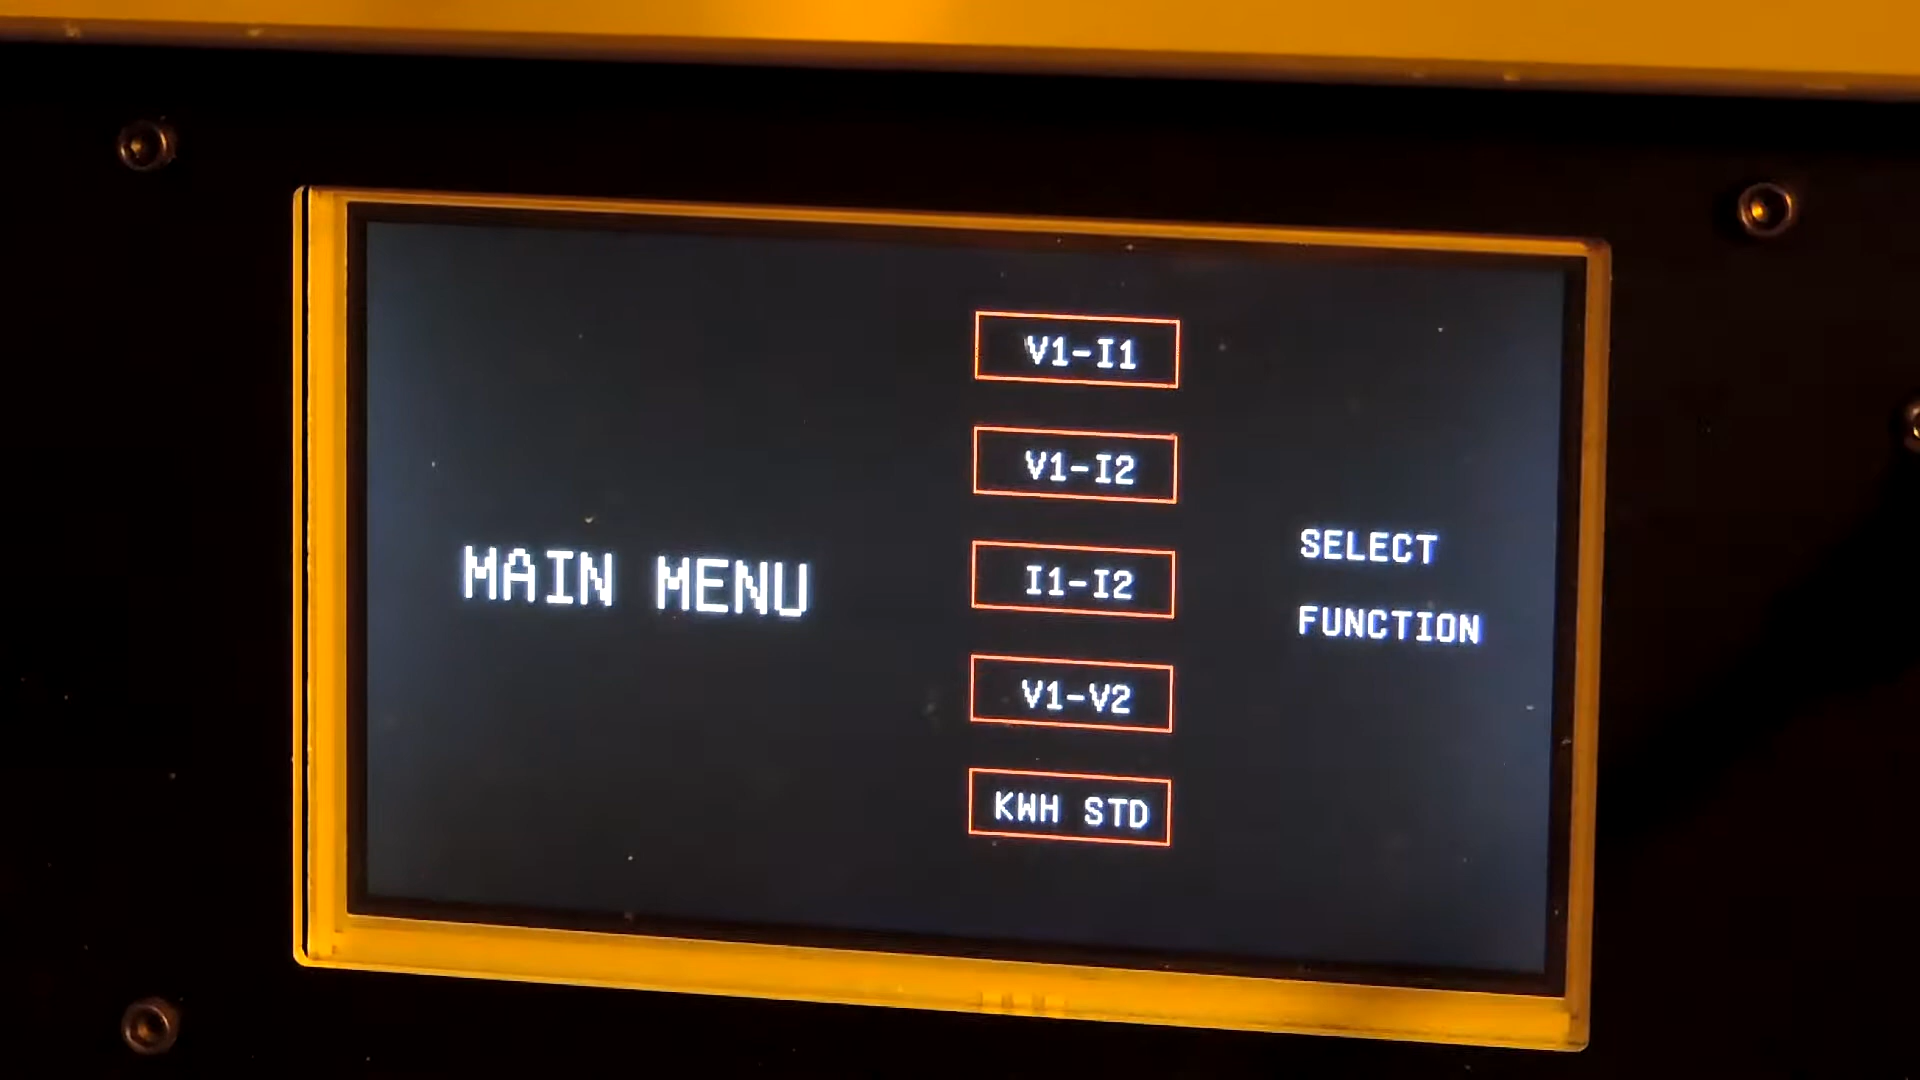 MAIN MENU
V1-I1
V1-I2
I1-I2
V1-V2
KWH STD
SELECT
FUNCTION